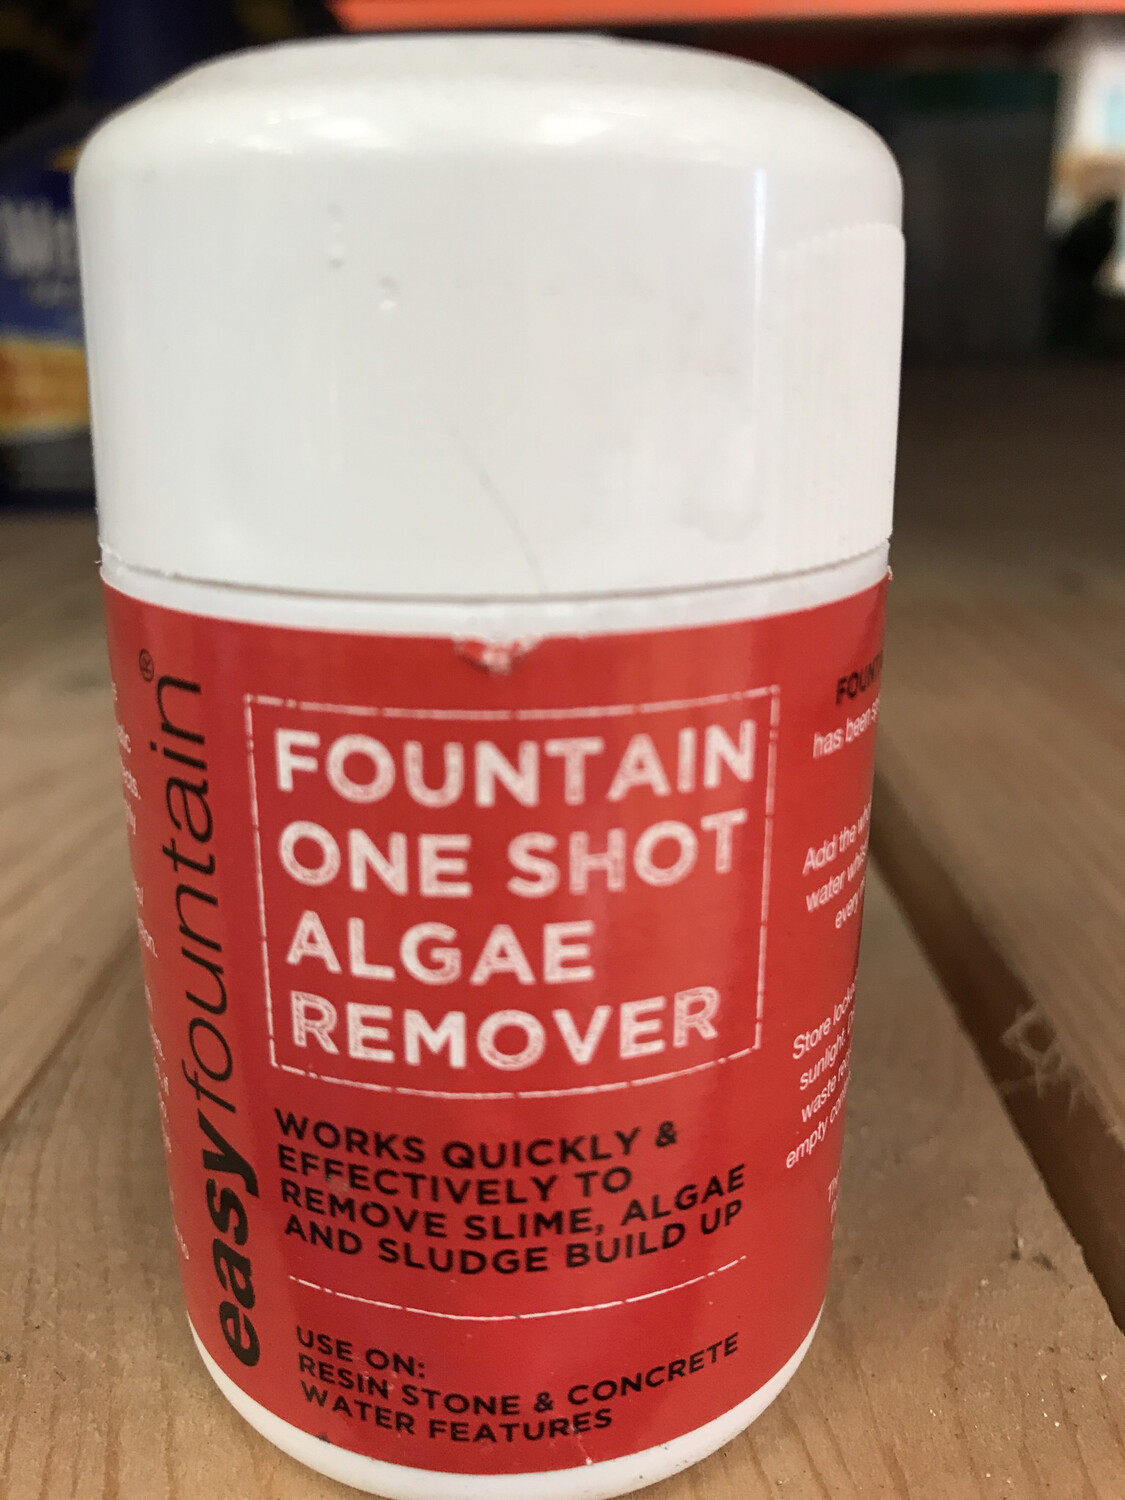 easyfountain®
FOUNTAIN
ONE SHOT
ALGAE
REMOVER
WORKS QUICKLY &
EFFECTIVELY TO
REMOVE SLIME, ALGAE
AND SLUDGE BUILD UP
USE ON:
RESIN STONE & CONCRETE
WATER FEATURES
has been
Add the
water
Store
sunlight.
waste
empty